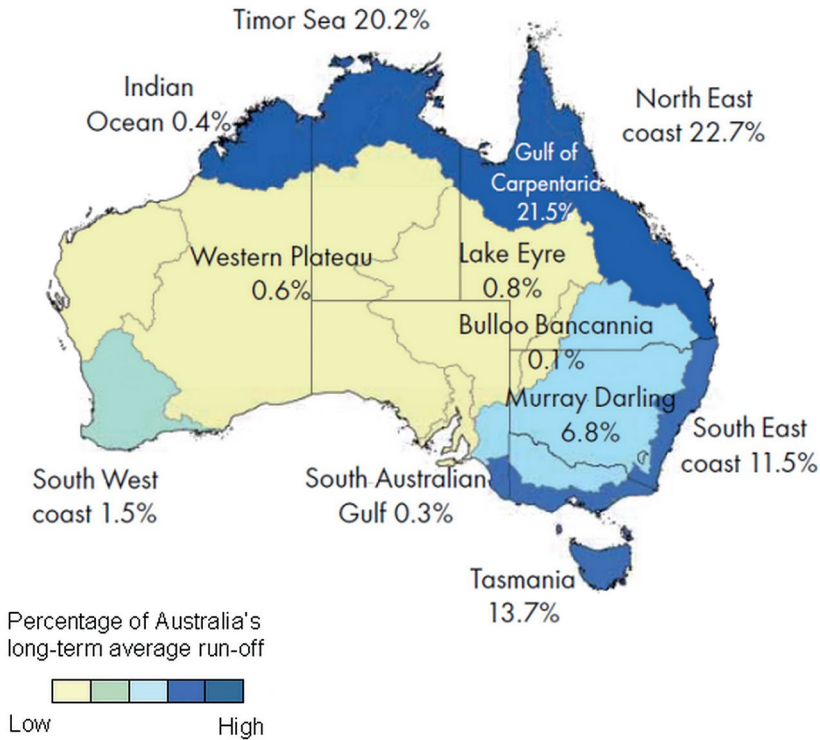 Timor Sea 20.2%
Indian
Ocean 0.4%
North East
coast 22.7%
Gulf of
Carpentaria
21.5%
Western Plateau
0.6%
Lake Eyre
0.8%
Bulloo Bancannia
0.1%
Murray Darling
6.8%
South East
coast 11.5%
South West
coast 1.5%
South Australian
Gulf 0.3%
Tasmania
13.7%
Percentage of Australia's
long-term average run-off
Low High